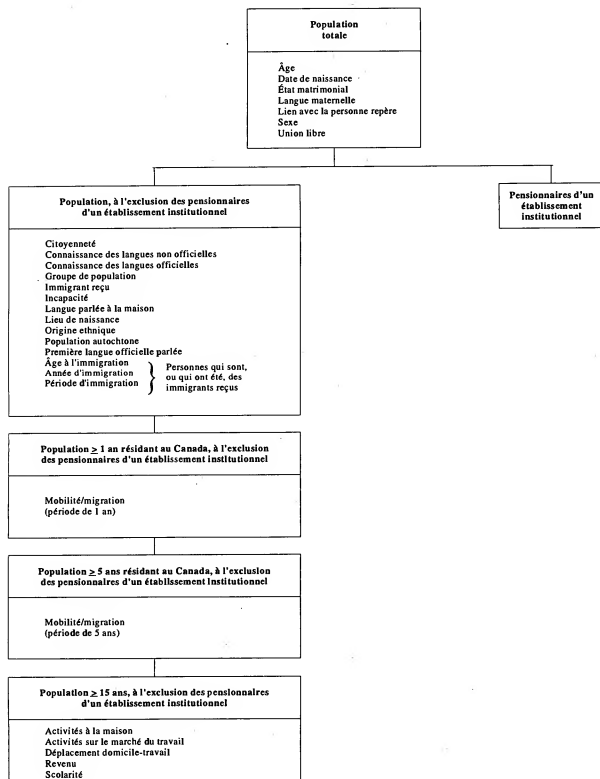 Population
totale
Âge
Date de naissance
État matrimonial
Langue maternelle
Lien avec la personne repère
Sexe
Union libre
Population, à l'exclusion des pensionnaires
d'un établissement institutionnel
Pensionnaires d'un
établissement
institutionnel
Citoyenneté
Connaissance des langues non officielles
Connaissance des langues officielles
Groupe de population
Immigrant reçu
Incapacité
Langue parlée à la maison
Lieu de naissance
Origine ethnique
Population autochtone
Première langue officielle parlée
Âge à l'immigration
Année d'immigration
Période d'immigration
Personnes qui sont,
ou qui ont été, des
immigrants reçus
Population ≥ 1 an résidant au Canada, à l'exclusion
des pensionnaires d'un établissement institutionnel
Mobilité/migration
(période de 1 an)
Population ≥ 5 ans résidant au Canada, à l'exclusion
des pensionnaires d'un établissement institutionnel
Mobilité/migration
(période de 5 ans)
Population ≥ 15 ans, à l'exclusion des pensionnaires
d'un établissement institutionnel
Activités à la maison
Activités sur le marché du travail
Déplacement domicile-travail
Revenu
Scolarité